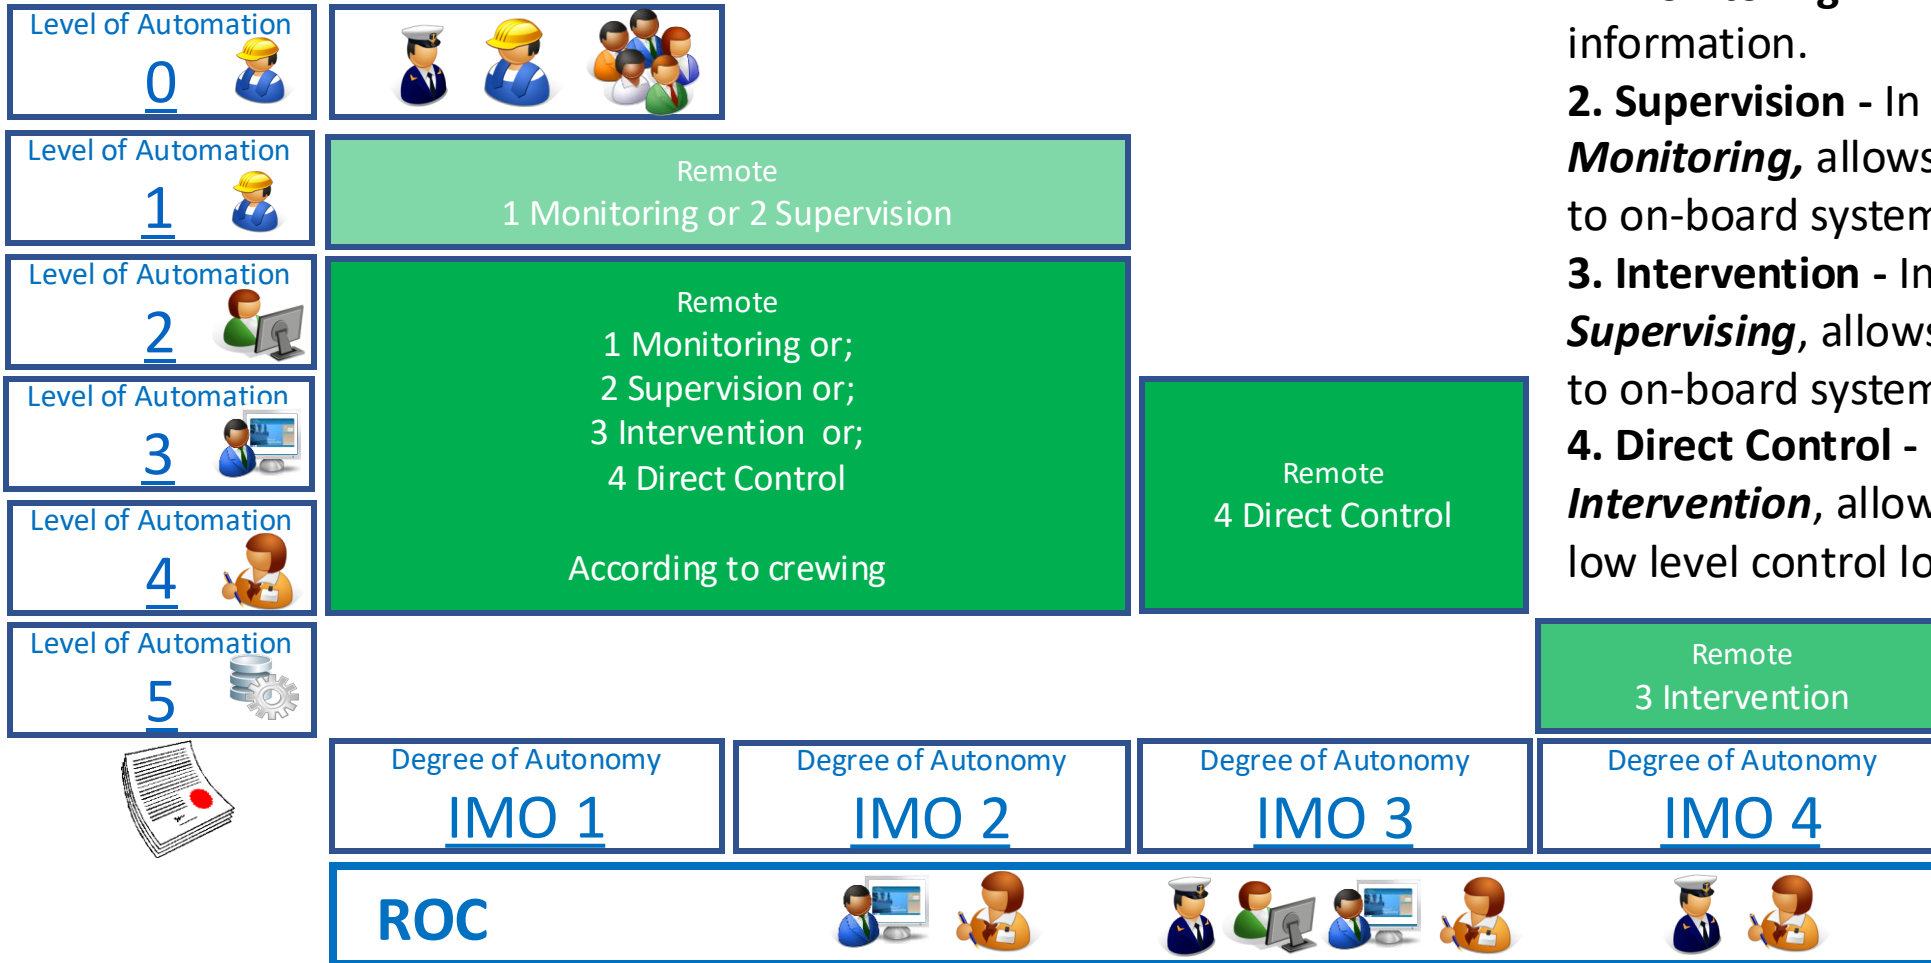 Level of Automation
0
Level of Automation
1
Remote
1 Monitoring or 2 Supervision
Level of Automation
2
Remote
1 Monitoring or;
2 Supervision or;
3 Intervention or;
4 Direct Control
According to crewing
Level of Automation
3
Remote
4 Direct Control
Level of Automation
4
Level of Automation
5
Remote
3 Intervention
information.
2. Supervision - In
Monitoring, allows
to on-board system
3. Intervention - In
Supervising, allows
to on-board system
4. Direct Control -
Intervention, allow
low level control lo
Degree of Autonomy
IMO 1
Degree of Autonomy
IMO 2
Degree of Autonomy
IMO 3
Degree of Autonomy
IMO 4
ROC